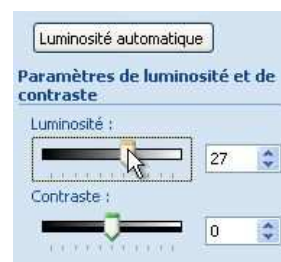 Luminosité automatique
Paramètres de luminosité et de
contraste
Luminosité :
27
Contraste :
0